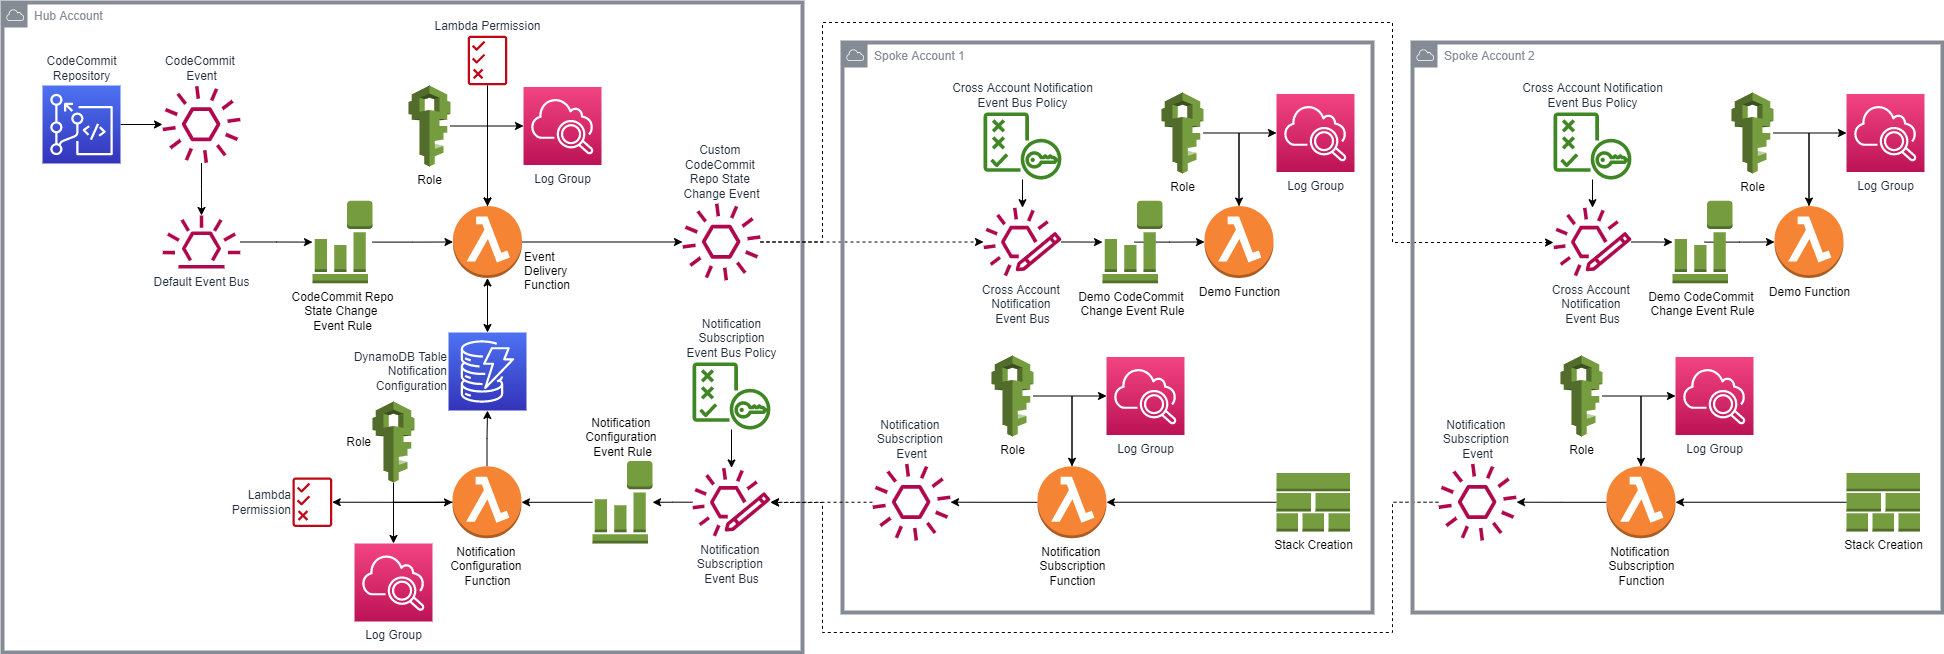 Hub Account
CodeCommit
Repository
CodeCommit
Event
Lambda Permission
Role
Log Group
Custom
CodeCommit
Repo State
Change Event
Default Event Bus
CodeCommit Repo
State Change
Event Rule
Event
Delivery
Function
DynamoDB Table
Notification
Configuration
Notification
Subscription
Event Bus Policy
Role
Notification
Configuration
Event Rule
Lambda
Permission
Notification
Configuration
Function
Notification
Subscription
Event Bus
Log Group
Spoke Account 1
Cross Account Notification
Event Bus Policy
Role
Log Group
Cross Account
Notification
Event Bus
Demo CodeCommit
Change Event Rule
Demo Function
Notification
Subscription
Event
Role
Log Group
Notification
Subscription
Function
Stack Creation
Spoke Account 2
Cross Account Notification
Event Bus Policy
Role
Log Group
Cross Account
Notification
Event Bus
Demo CodeCommit
Change Event Rule
Demo Function
Notification
Subscription
Event
Role
Log Group
Notification
Subscription
Function
Stack Creation